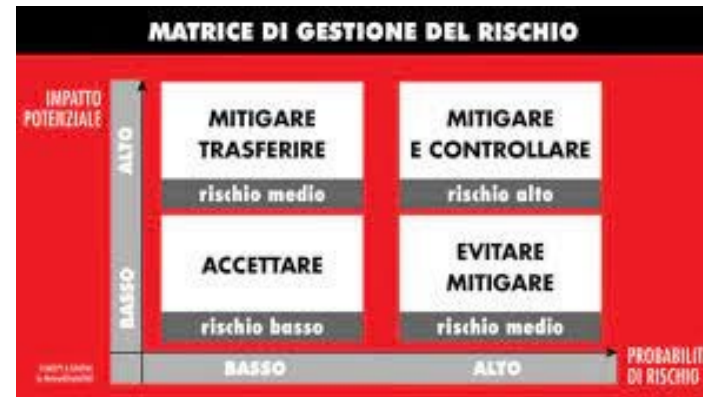 MATRICE DI GESTIONE DEL RISCHIO
IMPATTO
POTENZIALE
ALTO
BASSO
MITIGARE
TRASFERIRE
rischio medio
MITIGARE
E CONTROLLARE
rischio alto
ACCETTARE
rischio basso
EVITARE
MITIGARE
rischio medio
BASSO
ALTO
PROBABILIT
DI RISCHIO